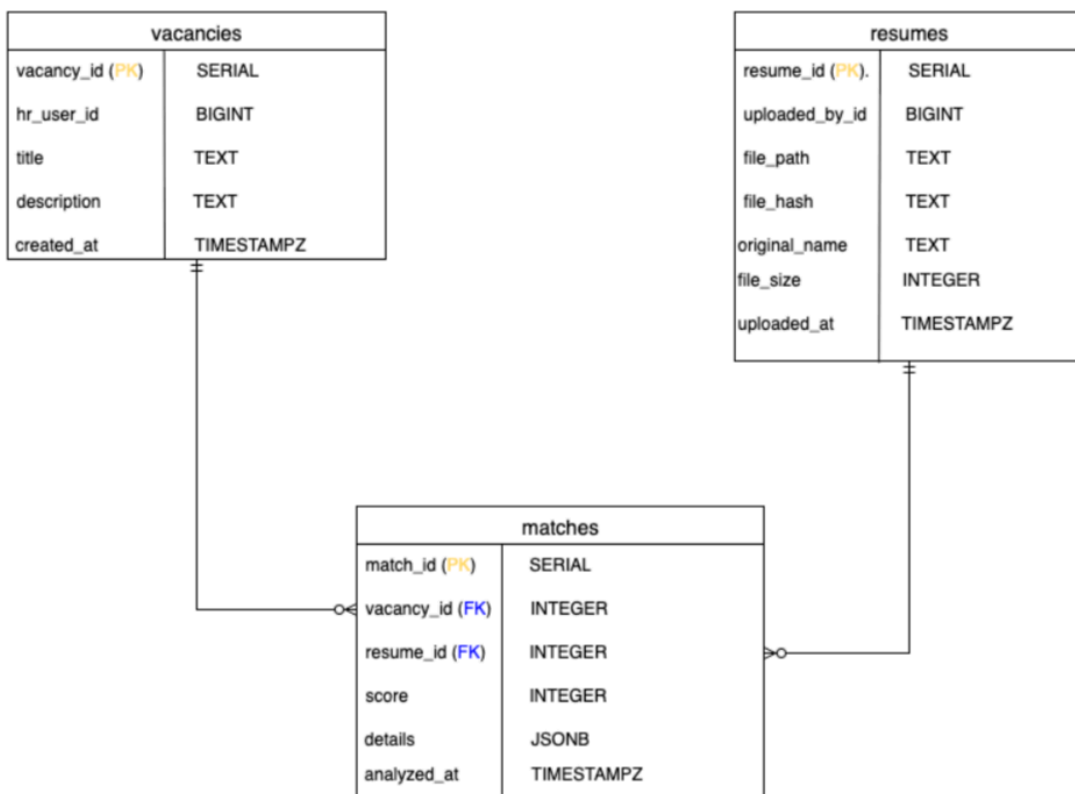 vacancies
vacancy_id (PK) SERIAL
hr_user_id BIGINT
title TEXT
description TEXT
created_at TIMESTAMPZ
resumes
resume_id (PK). SERIAL
uploaded_by_id BIGINT
file_path TEXT
file_hash TEXT
original_name TEXT
file_size INTEGER
uploaded_at TIMESTAMPZ
matches
match_id (PK) SERIAL
vacancy_id (FK) INTEGER
resume_id (FK) INTEGER
score INTEGER
details JSONB
analyzed_at TIMESTAMPZ